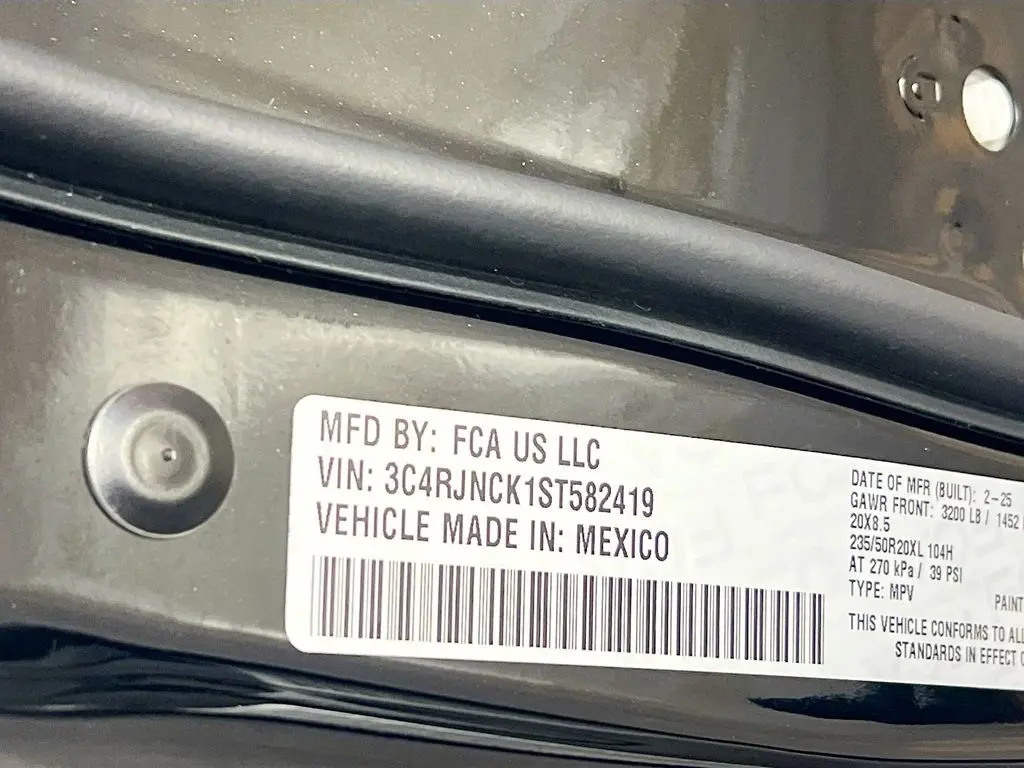 MFD BY: FCA US LLC
VIN: 3C4RJNCK1ST582419
VEHICLE MADE IN: MEXICO
DATE OF MFR (BUILT): 2-25
GAWR FRONT: 3200 LB / 1452
20X8.5
235/50R20XL 104H
AT 270 kPa / 39 PSI
TYPE: MPV
PAINT
THIS VEHICLE CONFORMS TO ALL
STANDARDS IN EFFECT